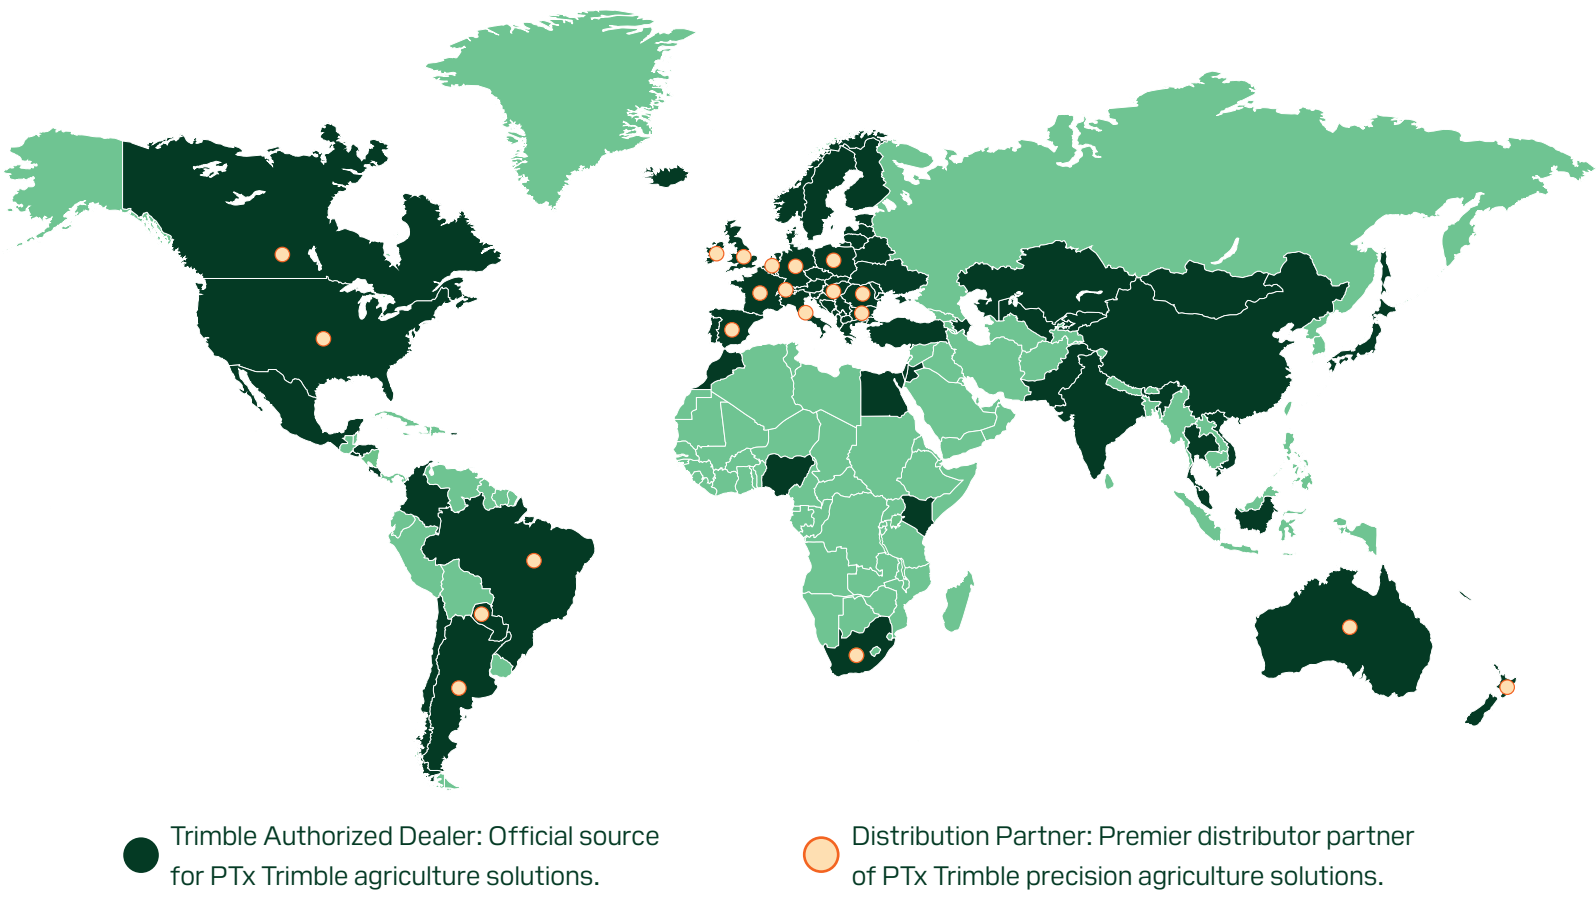 Trimble Authorized Dealer: Official source
for PTx Trimble agriculture solutions.
Distribution Partner: Premier distributor partner
of PTx Trimble precision agriculture solutions.